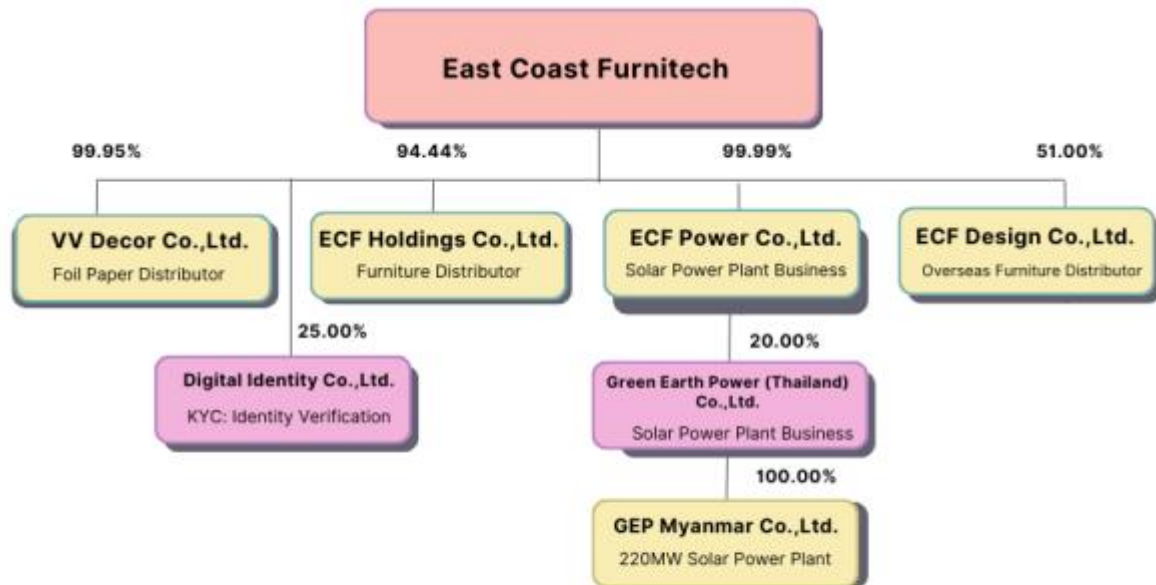 East Coast Furnitech
99.95%
94.44%
99.99%
51.00%
VV Decor Co.,Ltd.
Foil Paper Distributor
ECF Holdings Co.,Ltd.
Furniture Distributor
ECF Power Co.,Ltd.
Solar Power Plant Business
ECF Design Co.,Ltd.
Overseas Furniture Distributor
25.00%
20.00%
Digital Identity Co.,Ltd.
KYC: Identity Verification
Green Earth Power (Thailand)
Co.,Ltd.
Solar Power Plant Business
100.00%
GEP Myanmar Co.,Ltd.
220MW Solar Power Plant